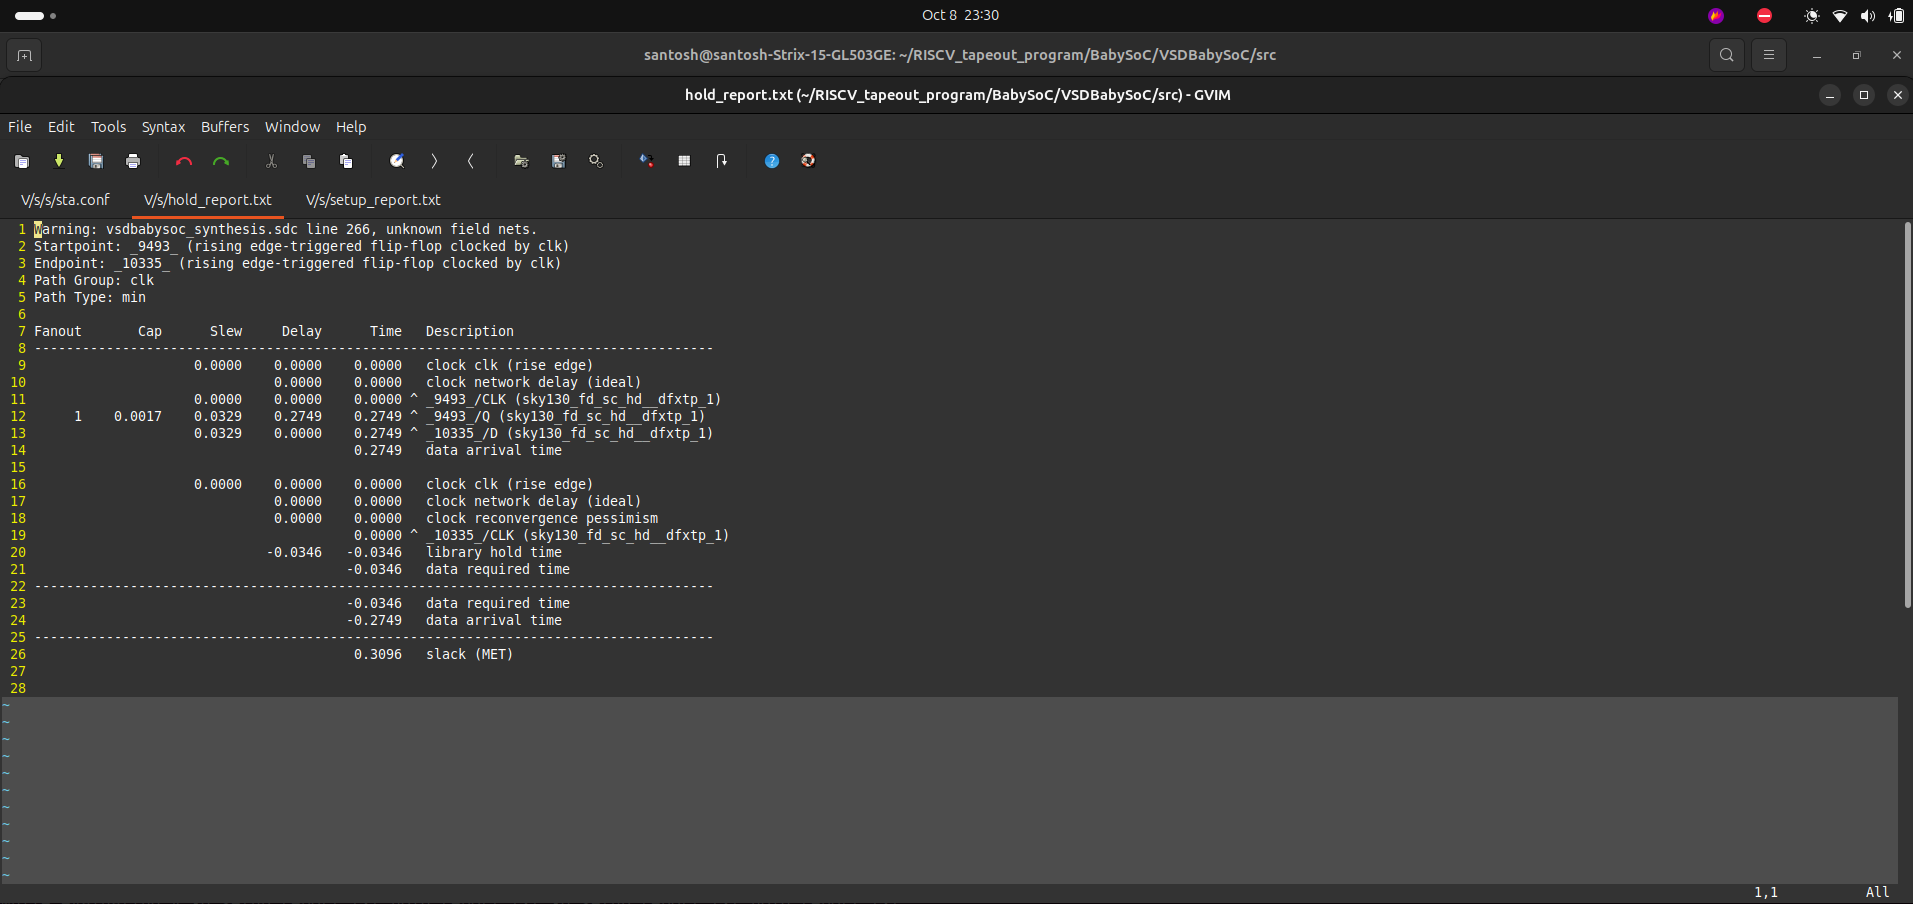 Oct 8 23:30
santosh@santosh-Strix-15-GL503GE: ~/RISCV_tapeout_program/BabySoC/VSDBabySoC/src
hold_report.txt (~/RISCV_tapeout_program/BabySoC/VSDBabySoC/src) - GVIM
File Edit Tools Syntax Buffers Window Help
V/s/s/sta.conf V/s/hold_report.txt V/s/setup_report.txt
1 Warning: vsdbabysoc_synthesis.sdc line 266, unknown field nets.
2 Startpoint: _9493_ (rising edge-triggered flip-flop clocked by clk)
3 Endpoint: _10335_ (rising edge-triggered flip-flop clocked by clk)
4 Path Group: clk
5 Path Type: min
6
7 Fanout Cap Slew Delay Time Description
8 -------------------------------------------------------------------------------------
9 0.0000 0.0000 0.0000 clock clk (rise edge)
10 0.0000 0.0000 clock network delay (ideal)
11 0.0000 0.0000 0.0000 ^ _9493_/CLK (sky130_fd_sc_hd__dfxtp_1)
12 1 0.0017 0.0329 0.2749 0.2749 ^ _9493_/Q (sky130_fd_sc_hd__dfxtp_1)
13 0.0329 0.0000 0.2749 ^ _10335_/D (sky130_fd_sc_hd__dfxtp_1)
14 0.2749 data arrival time
15
16 0.0000 0.0000 0.0000 clock clk (rise edge)
17 0.0000 0.0000 clock network delay (ideal)
18 0.0000 0.0000 clock reconvergence pessimism
19 0.0000 ^ _10335_/CLK (sky130_fd_sc_hd__dfxtp_1)
20 -0.0346 -0.0346 library hold time
21 -0.0346 data required time
22 -------------------------------------------------------------------------------------
23 -0.0346 data required time
24 -0.2749 data arrival time
25 -------------------------------------------------------------------------------------
26 0.3096 slack (MET)
27
28
~
~
~
~
~
~
~
~
~
~
~
1,1 All